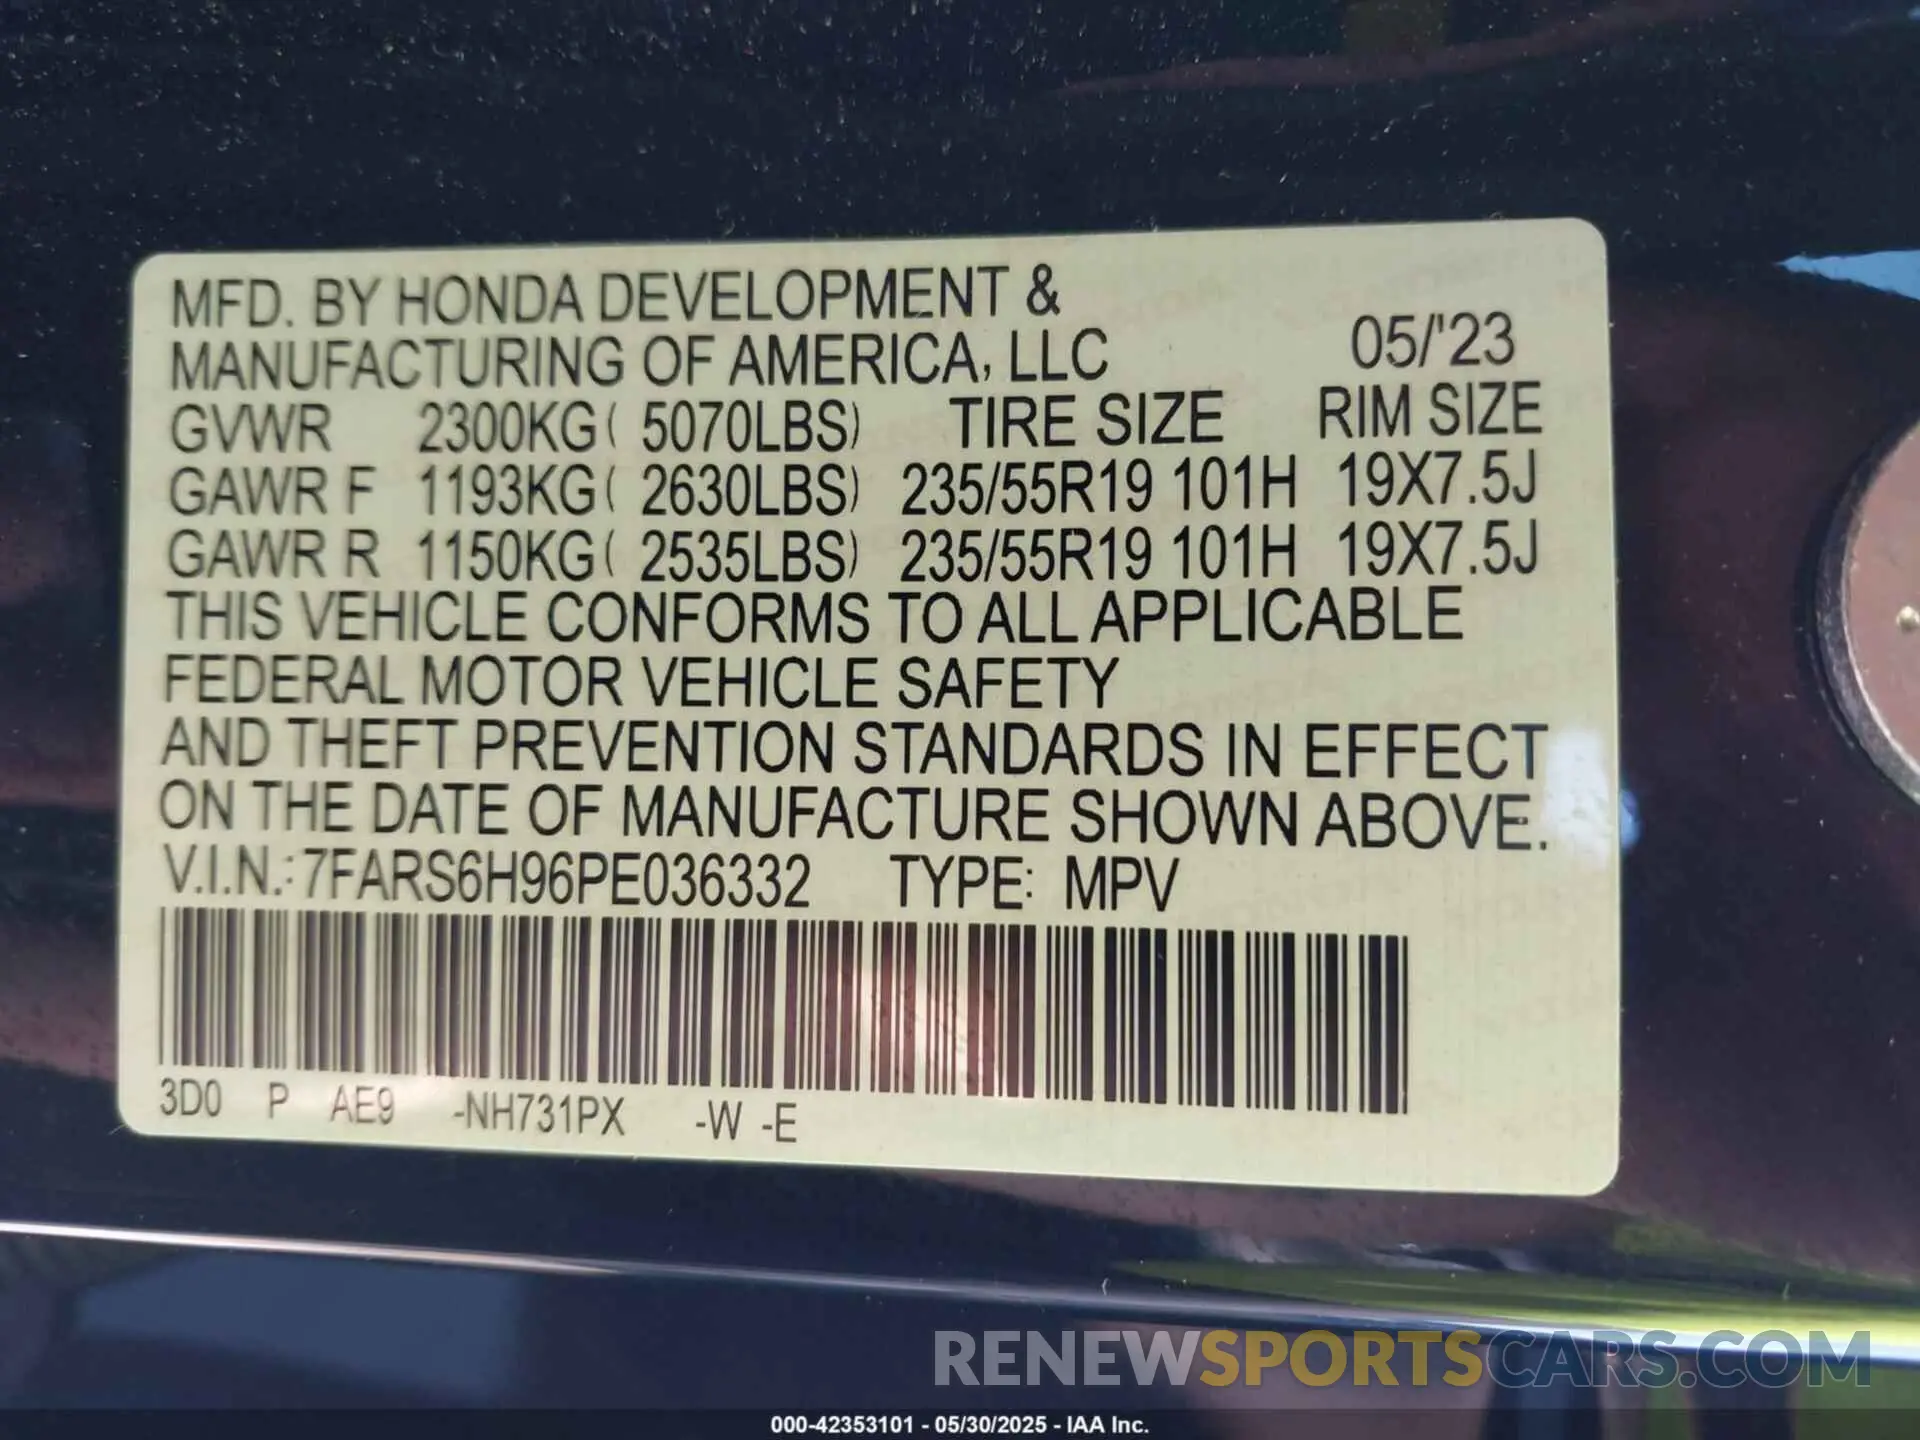 MFD. BY HONDA DEVELOPMENT &
MANUFACTURING OF AMERICA, LLC 05/'23
GVWR 2300KG( 5070LBS) TIRE SIZE RIM SIZE
GAWR F 1193KG( 2630LBS) 235/55R19 101H 19X7.5J
GAWR R 1150KG( 2535LBS) 235/55R19 101H 19X7.5J
THIS VEHICLE CONFORMS TO ALL APPLICABLE
FEDERAL MOTOR VEHICLE SAFETY
AND THEFT PREVENTION STANDARDS IN EFFECT
ON THE DATE OF MANUFACTURE SHOWN ABOVE.
V.I.N.: 7FARS6H96PE036332 TYPE: MPV
3D0 P AE9 -NH731PX -W -E
RENEWSPORTSCARS.COM
000-42353101 - 05/30/2025 - IAA Inc.